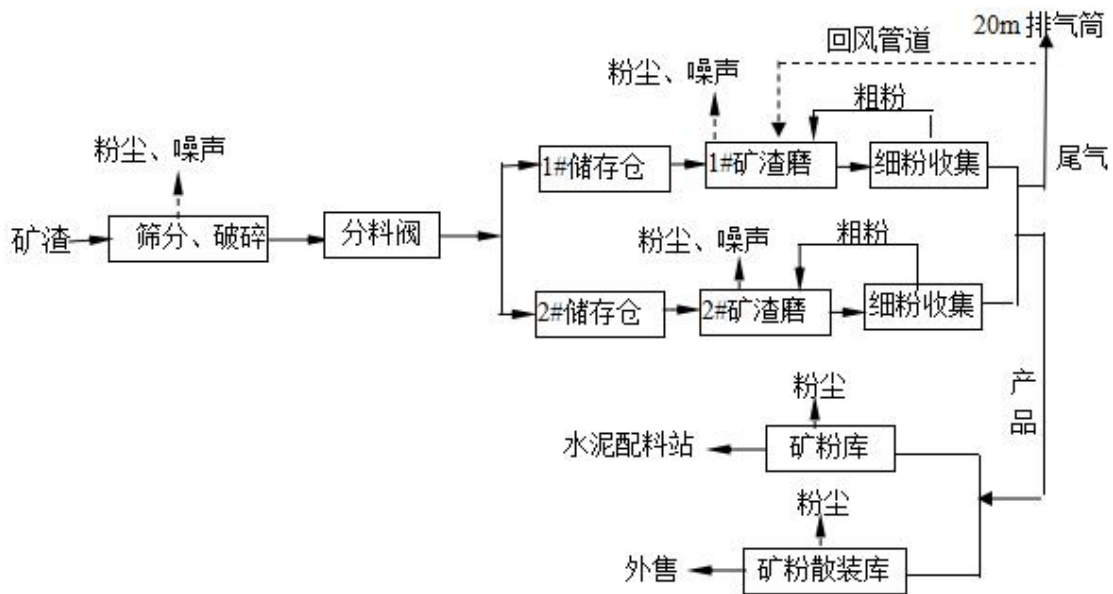 20m 排气筒
回风管道
粉尘、噪声
粗粉
粉尘、噪声
1#储存仓
1#矿渣磨
细粉收集
尾气
矿渣
筛分、破碎
分料阀
粉尘、噪声
粗粉
2#储存仓
2#矿渣磨
细粉收集
产品
粉尘
水泥配料站
矿粉库
粉尘
外售
矿粉散装库